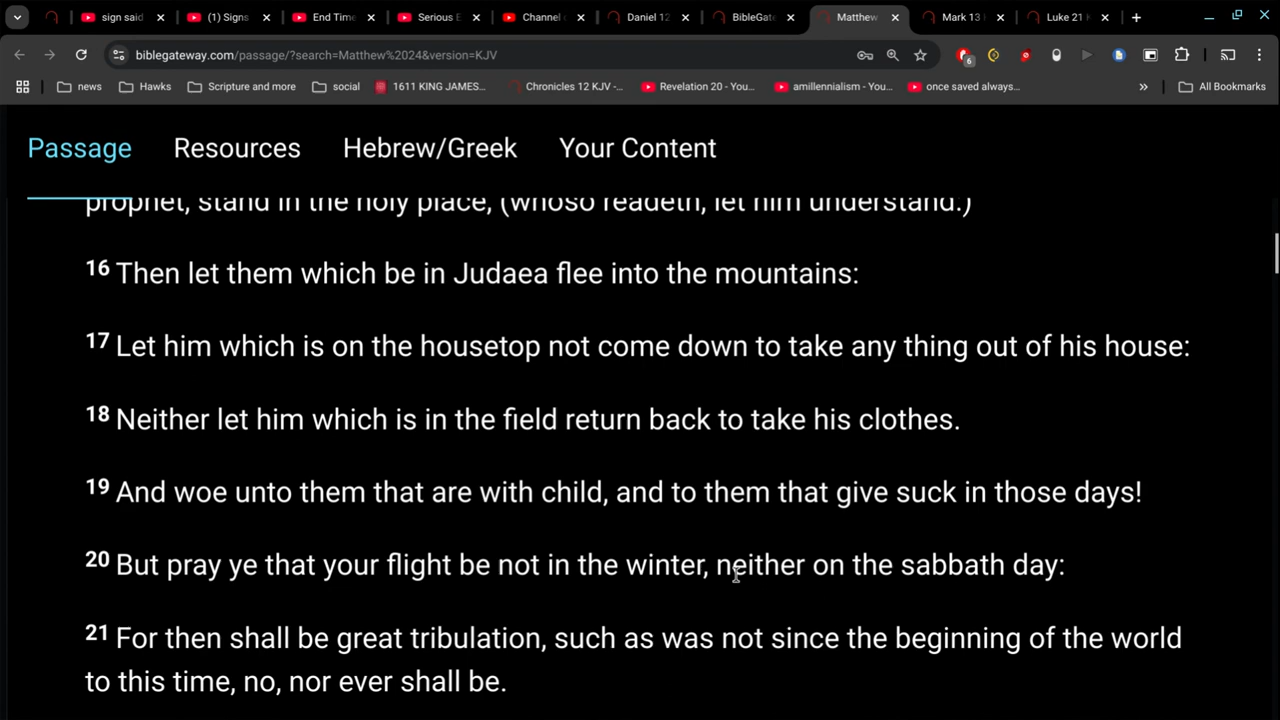 sign said
(1) Signs
End Time
Serious E
Channel
Daniel 12
BibleGat
Matthew
Mark 13
Luke 21
biblegateway.com/passage/?search=Matthew%2024&version=KJV
6
news
Hawks
Scripture and more
social
1611 KING JAMES...
Chronicles 12 KJV -...
Revelation 20 - You...
amillennialism - You...
once saved always...
All Bookmarks
Passage
Resources
Hebrew/Greek
Your Content
prophet, stand in the holy place, (whoso readeth, let him understand:)
16 Then let them which be in Judaea flee into the mountains:
17 Let him which is on the housetop not come down to take any thing out of his house:
18 Neither let him which is in the field return back to take his clothes.
19 And woe unto them that are with child, and to them that give suck in those days!
20 But pray ye that your flight be not in the winter, neither on the sabbath day:
21 For then shall be great tribulation, such as was not since the beginning of the world
to this time, no, nor ever shall be.